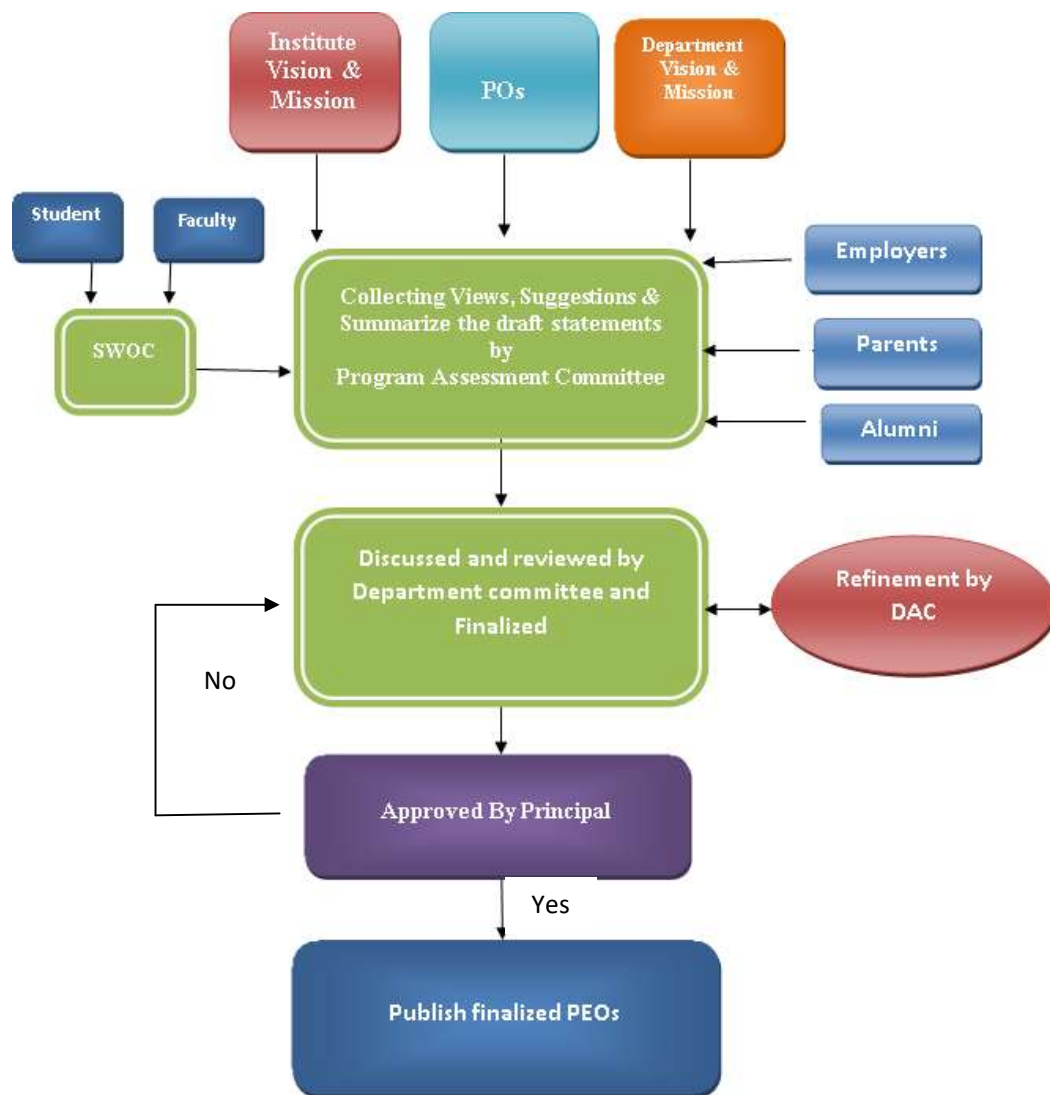 Institute
Vision &
Mission
POs
Department
Vision &
Mission
Student
Faculty
Employers
Collecting Views, Suggestions &
Summarize the draft statements
by
Program Assessment Committee
SWOC
Parents
Alumni
Discussed and reviewed by
Department committee and
Finalized
Refinement by
DAC
No
Approved By Principal
Yes
Publish finalized PEOs